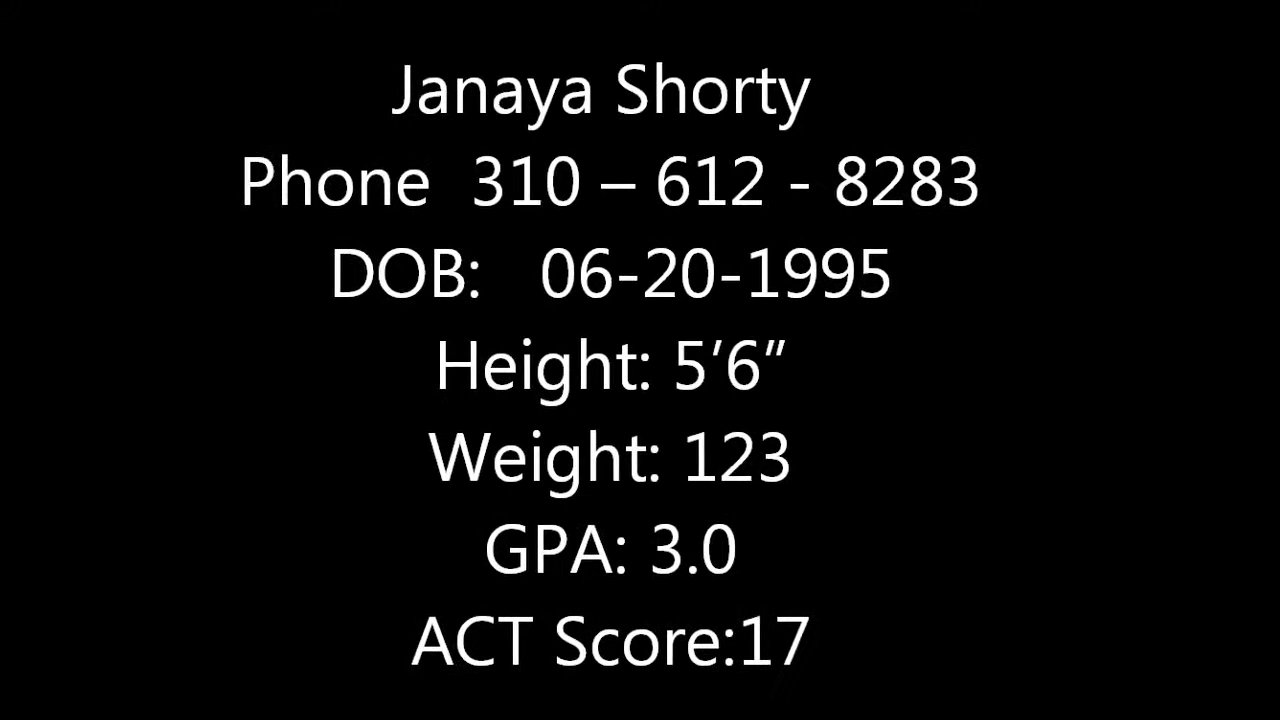 Janaya Shorty
Phone  310 – 612 - 8283
DOB:   06-20-1995
Height: 5’6”
Weight: 123
GPA: 3.0
ACT Score:17